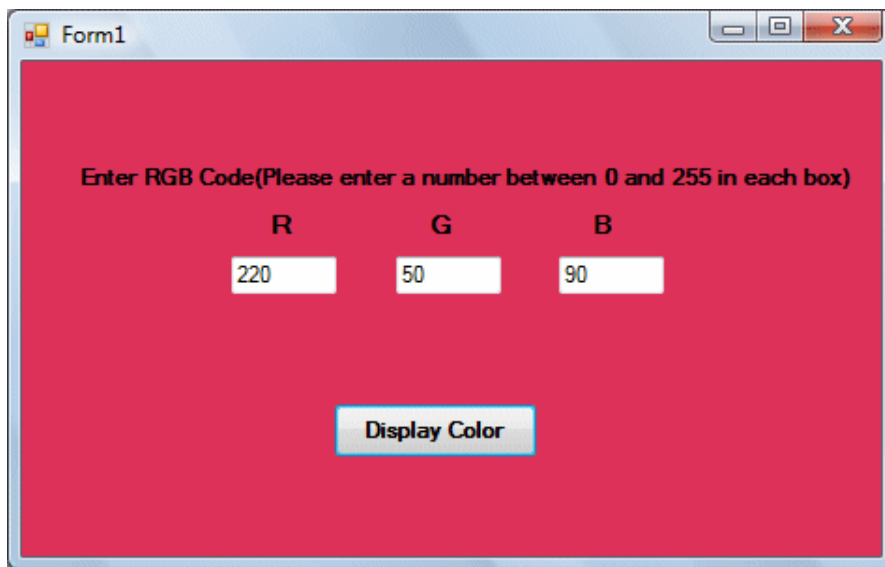 Form1
Enter RGB Code(Please enter a number between 0 and 255 in each box)
R G B
220 50 90
Display Color